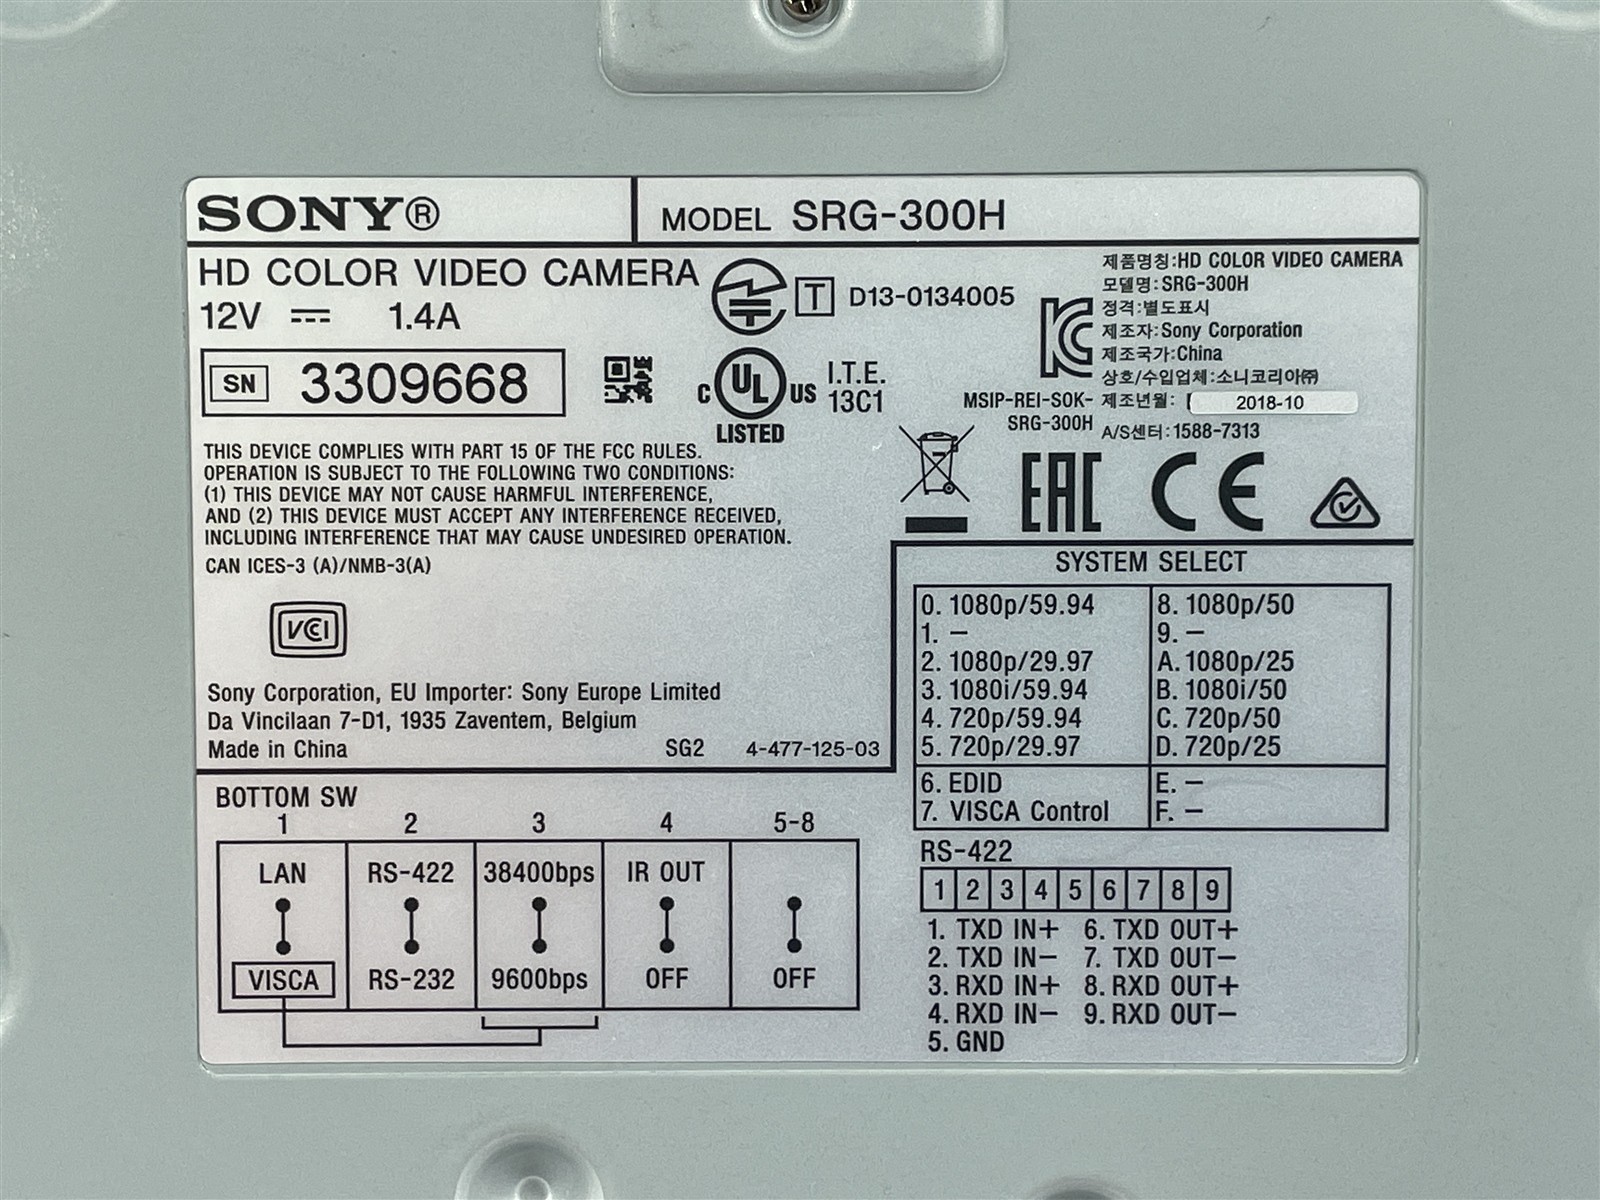 SONY®
MODEL SRG-300H
HD COLOR VIDEO CAMERA
12V ⎓ 1.4A
SN 3309668
T D13-0134005
C UL US
LISTED
I.T.E.
13C1
제품명칭:HD COLOR VIDEO CAMERA
모델명:SRG-300H
정격:별도표시
제조자:Sony Corporation
제조국가:China
상호/수입업체:소니코리아㈜
제조년월: 2018-10
A/S센터:1588-7313
MSIP-REI-SOK-
SRG-300H
EAC CE
THIS DEVICE COMPLIES WITH PART 15 OF THE FCC RULES.
OPERATION IS SUBJECT TO THE FOLLOWING TWO CONDITIONS:
(1) THIS DEVICE MAY NOT CAUSE HARMFUL INTERFERENCE,
AND (2) THIS DEVICE MUST ACCEPT ANY INTERFERENCE RECEIVED,
INCLUDING INTERFERENCE THAT MAY CAUSE UNDESIRED OPERATION.
CAN ICES-3 (A)/NMB-3(A)
VCI
Sony Corporation, EU Importer: Sony Europe Limited
Da Vincilaan 7-D1, 1935 Zaventem, Belgium
Made in China SG2 4-477-125-03
SYSTEM SELECT
0. 1080p/59.94 8. 1080p/50
1. – 9. –
2. 1080p/29.97 A. 1080p/25
3. 1080i/59.94 B. 1080i/50
4. 720p/59.94 C. 720p/50
5. 720p/29.97 D. 720p/25
6. EDID E. –
7. VISCA Control F. –
BOTTOM SW
1 2 3 4 5-8
LAN RS-422 38400bps IR OUT
VISCA RS-232 9600bps OFF OFF
RS-422
1 2 3 4 5 6 7 8 9
1. TXD IN+ 6. TXD OUT+
2. TXD IN– 7. TXD OUT–
3. RXD IN+ 8. RXD OUT+
4. RXD IN– 9. RXD OUT–
5. GND